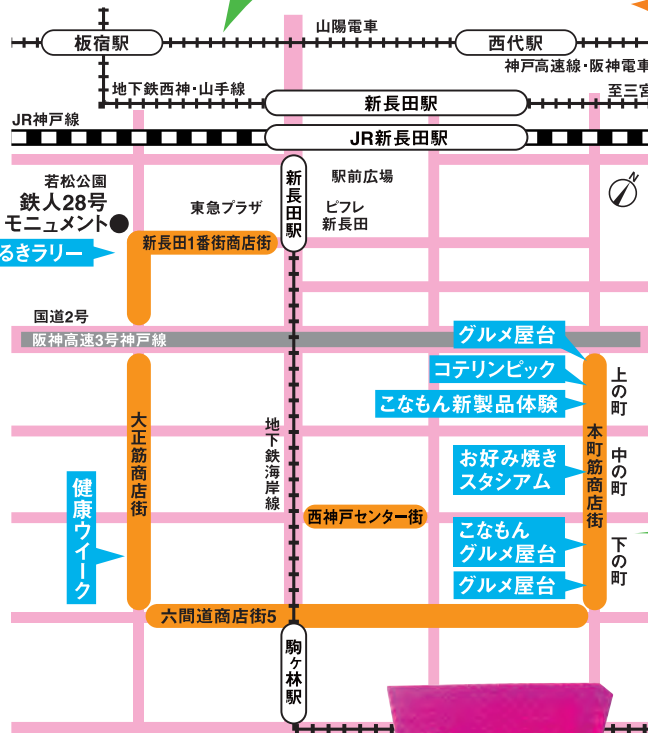 山陽電車
板宿駅
西代駅
神戸高速線・阪神電車
地下鉄西神・山手線
新長田駅
至三宮
JR神戸線
JR新長田駅
若松公園
鉄人28号
モニュメント
東急プラザ
新長田駅
駅前広場
ピフレ
新長田
N
るきラリー
新長田1番街商店街
国道2号
阪神高速3号神戸線
グルメ屋台
コテリンピック
こなもん新製品体験
上の町
大正筋商店街
地下鉄海岸線
本町筋商店街
お好み焼き
スタジアム
中の町
健康ウイーク
西神戸センター街
こなもん
グルメ屋台
下の町
グルメ屋台
六間道商店街5
駒ヶ林駅